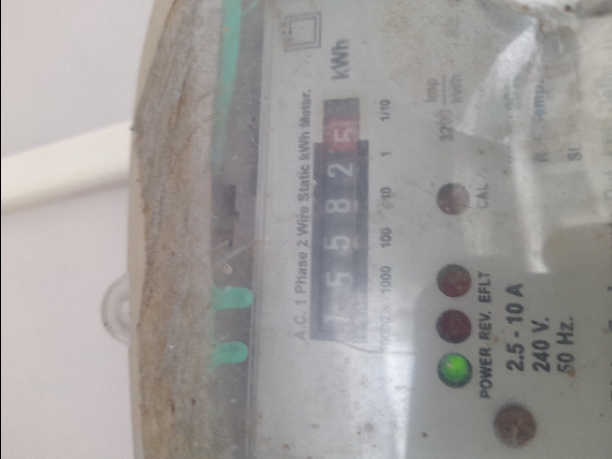 kWh
A.C. 1 Phase 2 Wire Static kWh Meter.
5 5 8 2 5
1000 100 10 1 1/10
3200 Imp
kWh
CAL
POWER REV. EFLT
2.5 - 10 A
240 V.
50 Hz.